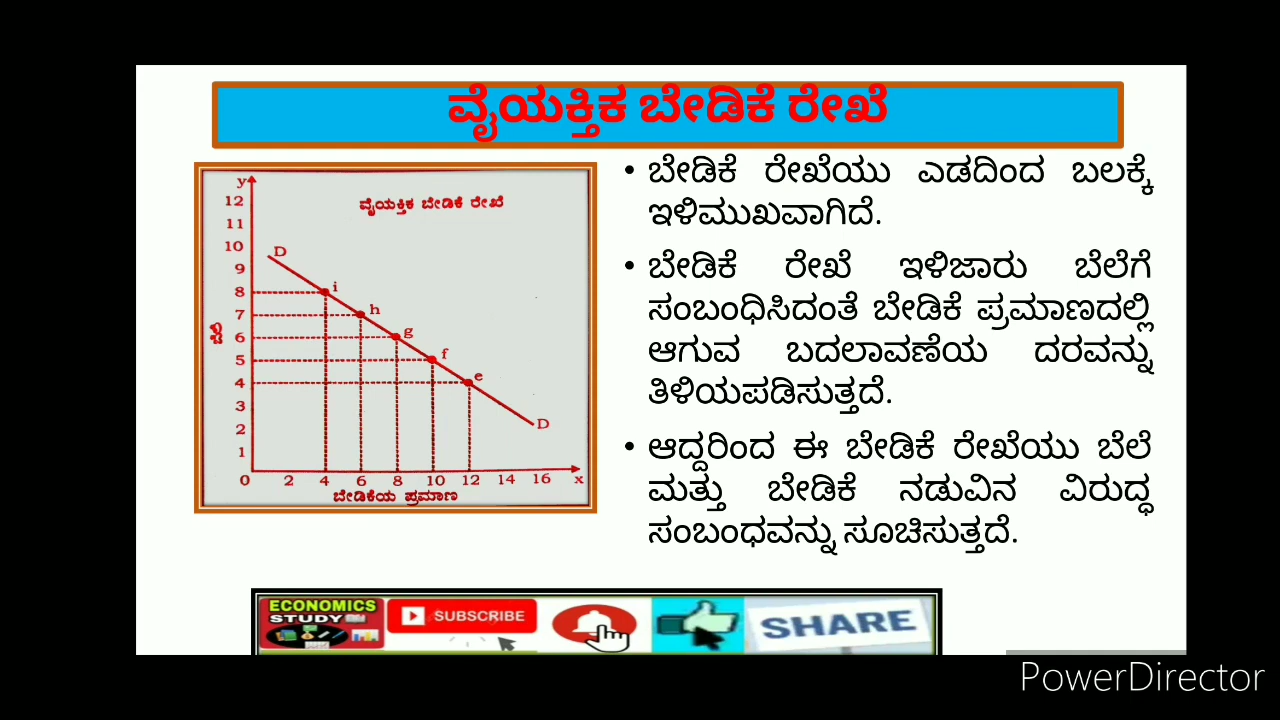 ವೈಯಕ್ತಿಕ ಬೇಡಿಕೆ ರೇಖೆ
y
12
11
10
9
8
7
6
5
4
3
2
1
ವೈಯಕ್ತಿಕ ಬೇಡಿಕೆ ರೇಖೆ
D
i
h
g
f
e
D
ಬೆಲೆ
0 2 4 6 8 10 12 14 16 x
ಬೇಡಿಕೆಯ ಪ್ರಮಾಣ
• ಬೇಡಿಕೆ ರೇಖೆಯು ಎಡದಿಂದ ಬಲಕ್ಕೆ
ಇಳಿಮುಖವಾಗಿದೆ.
• ಬೇಡಿಕೆ ರೇಖೆ ಇಳಿಜಾರು ಬೆಲೆಗೆ
ಸಂಬಂಧಿಸಿದಂತೆ ಬೇಡಿಕೆ ಪ್ರಮಾಣದಲ್ಲಿ
ಆಗುವ ಬದಲಾವಣೆಯ ದರವನ್ನು
ತಿಳಿಯಪಡಿಸುತ್ತದೆ.
• ಆದ್ದರಿಂದ ಈ ಬೇಡಿಕೆ ರೇಖೆಯು ಬೆಲೆ
ಮತ್ತು ಬೇಡಿಕೆ ನಡುವಿನ ವಿರುದ್ಧ
ಸಂಬಂಧವನ್ನು ಸೂಚಿಸುತ್ತದೆ.
ECONOMICS
STUDY
SUBSCRIBE
SHARE
PowerDirector